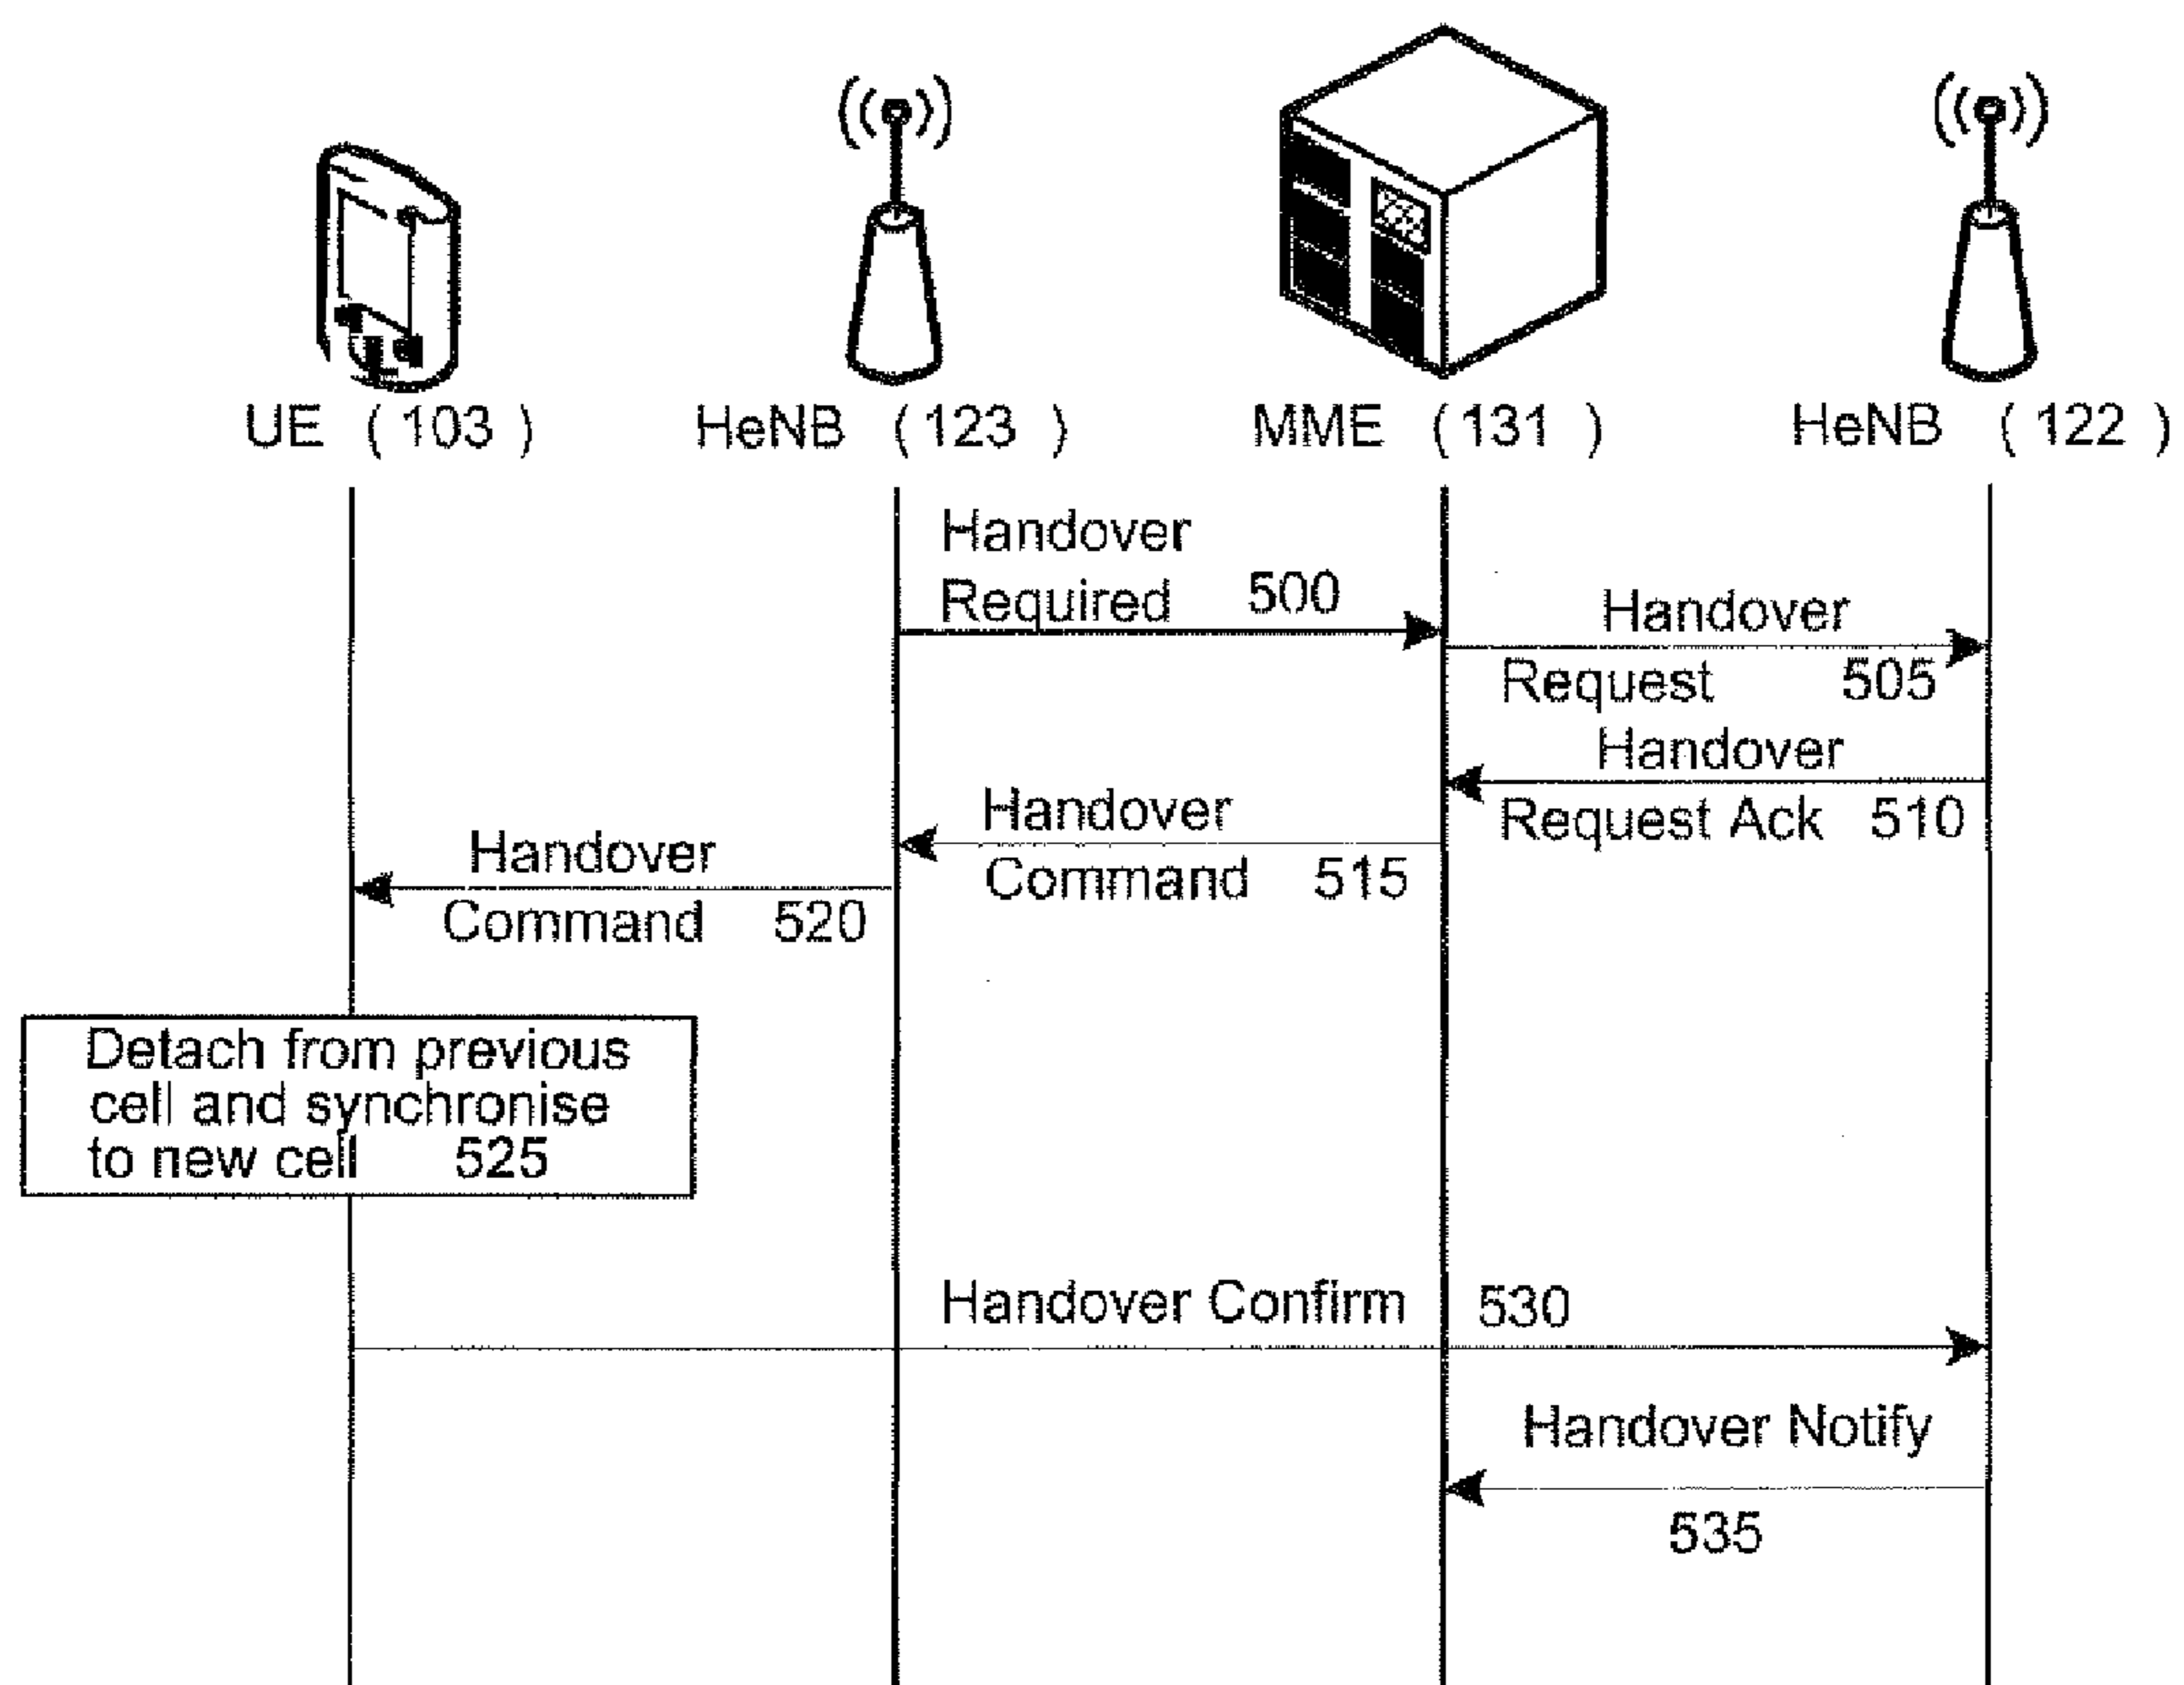 UE ( 103 )
HeNB ( 123 )
MME ( 131 )
HeNB ( 122 )
Handover
Required 500
Handover
Request 505
Handover
Request Ack 510
Handover
Command 515
Handover
Command 520
Detach from previous
cell and synchronise
to new cell 525
Handover Confirm 530
Handover Notify
535